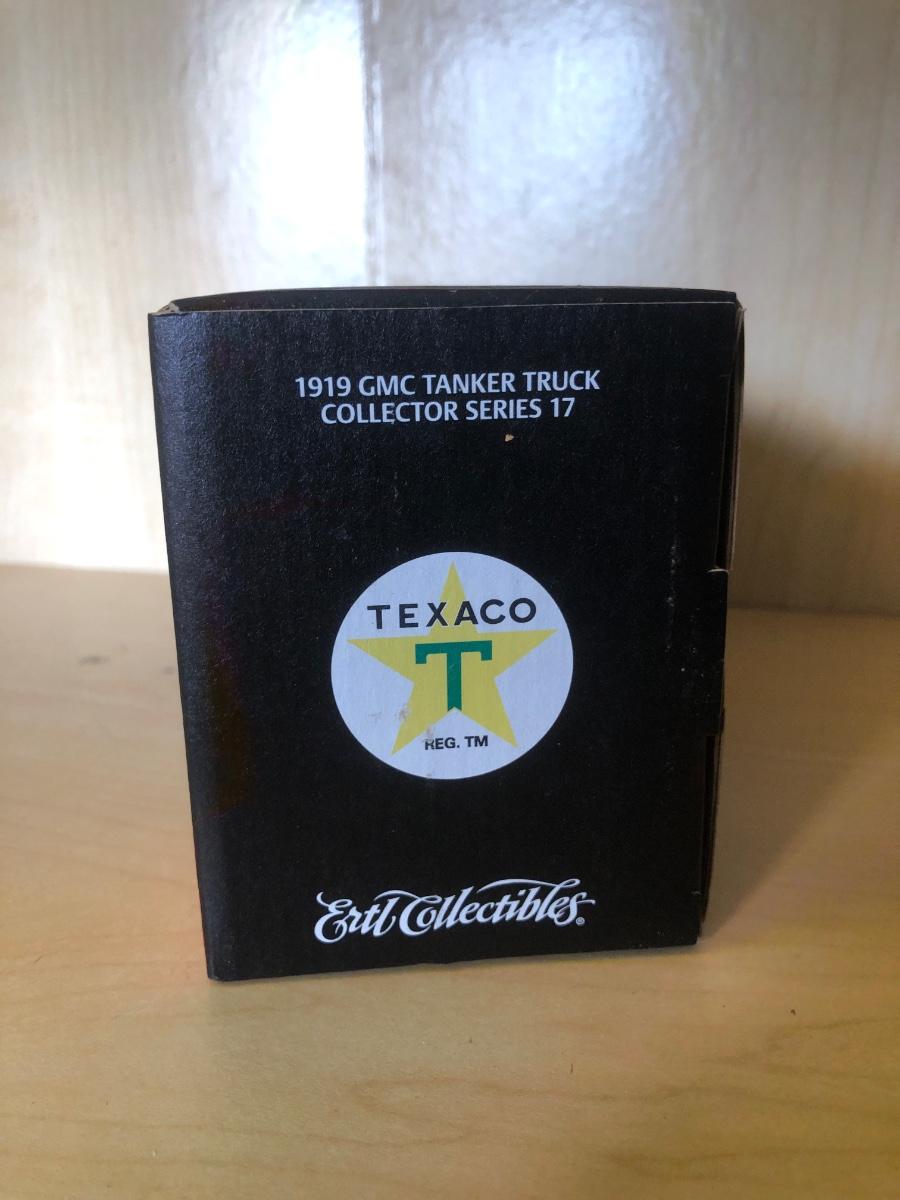 1919 GMC TANKER TRUCK
COLLECTOR SERIES 17
TEXACO
T
REG. TM
Ertl Collectibles®